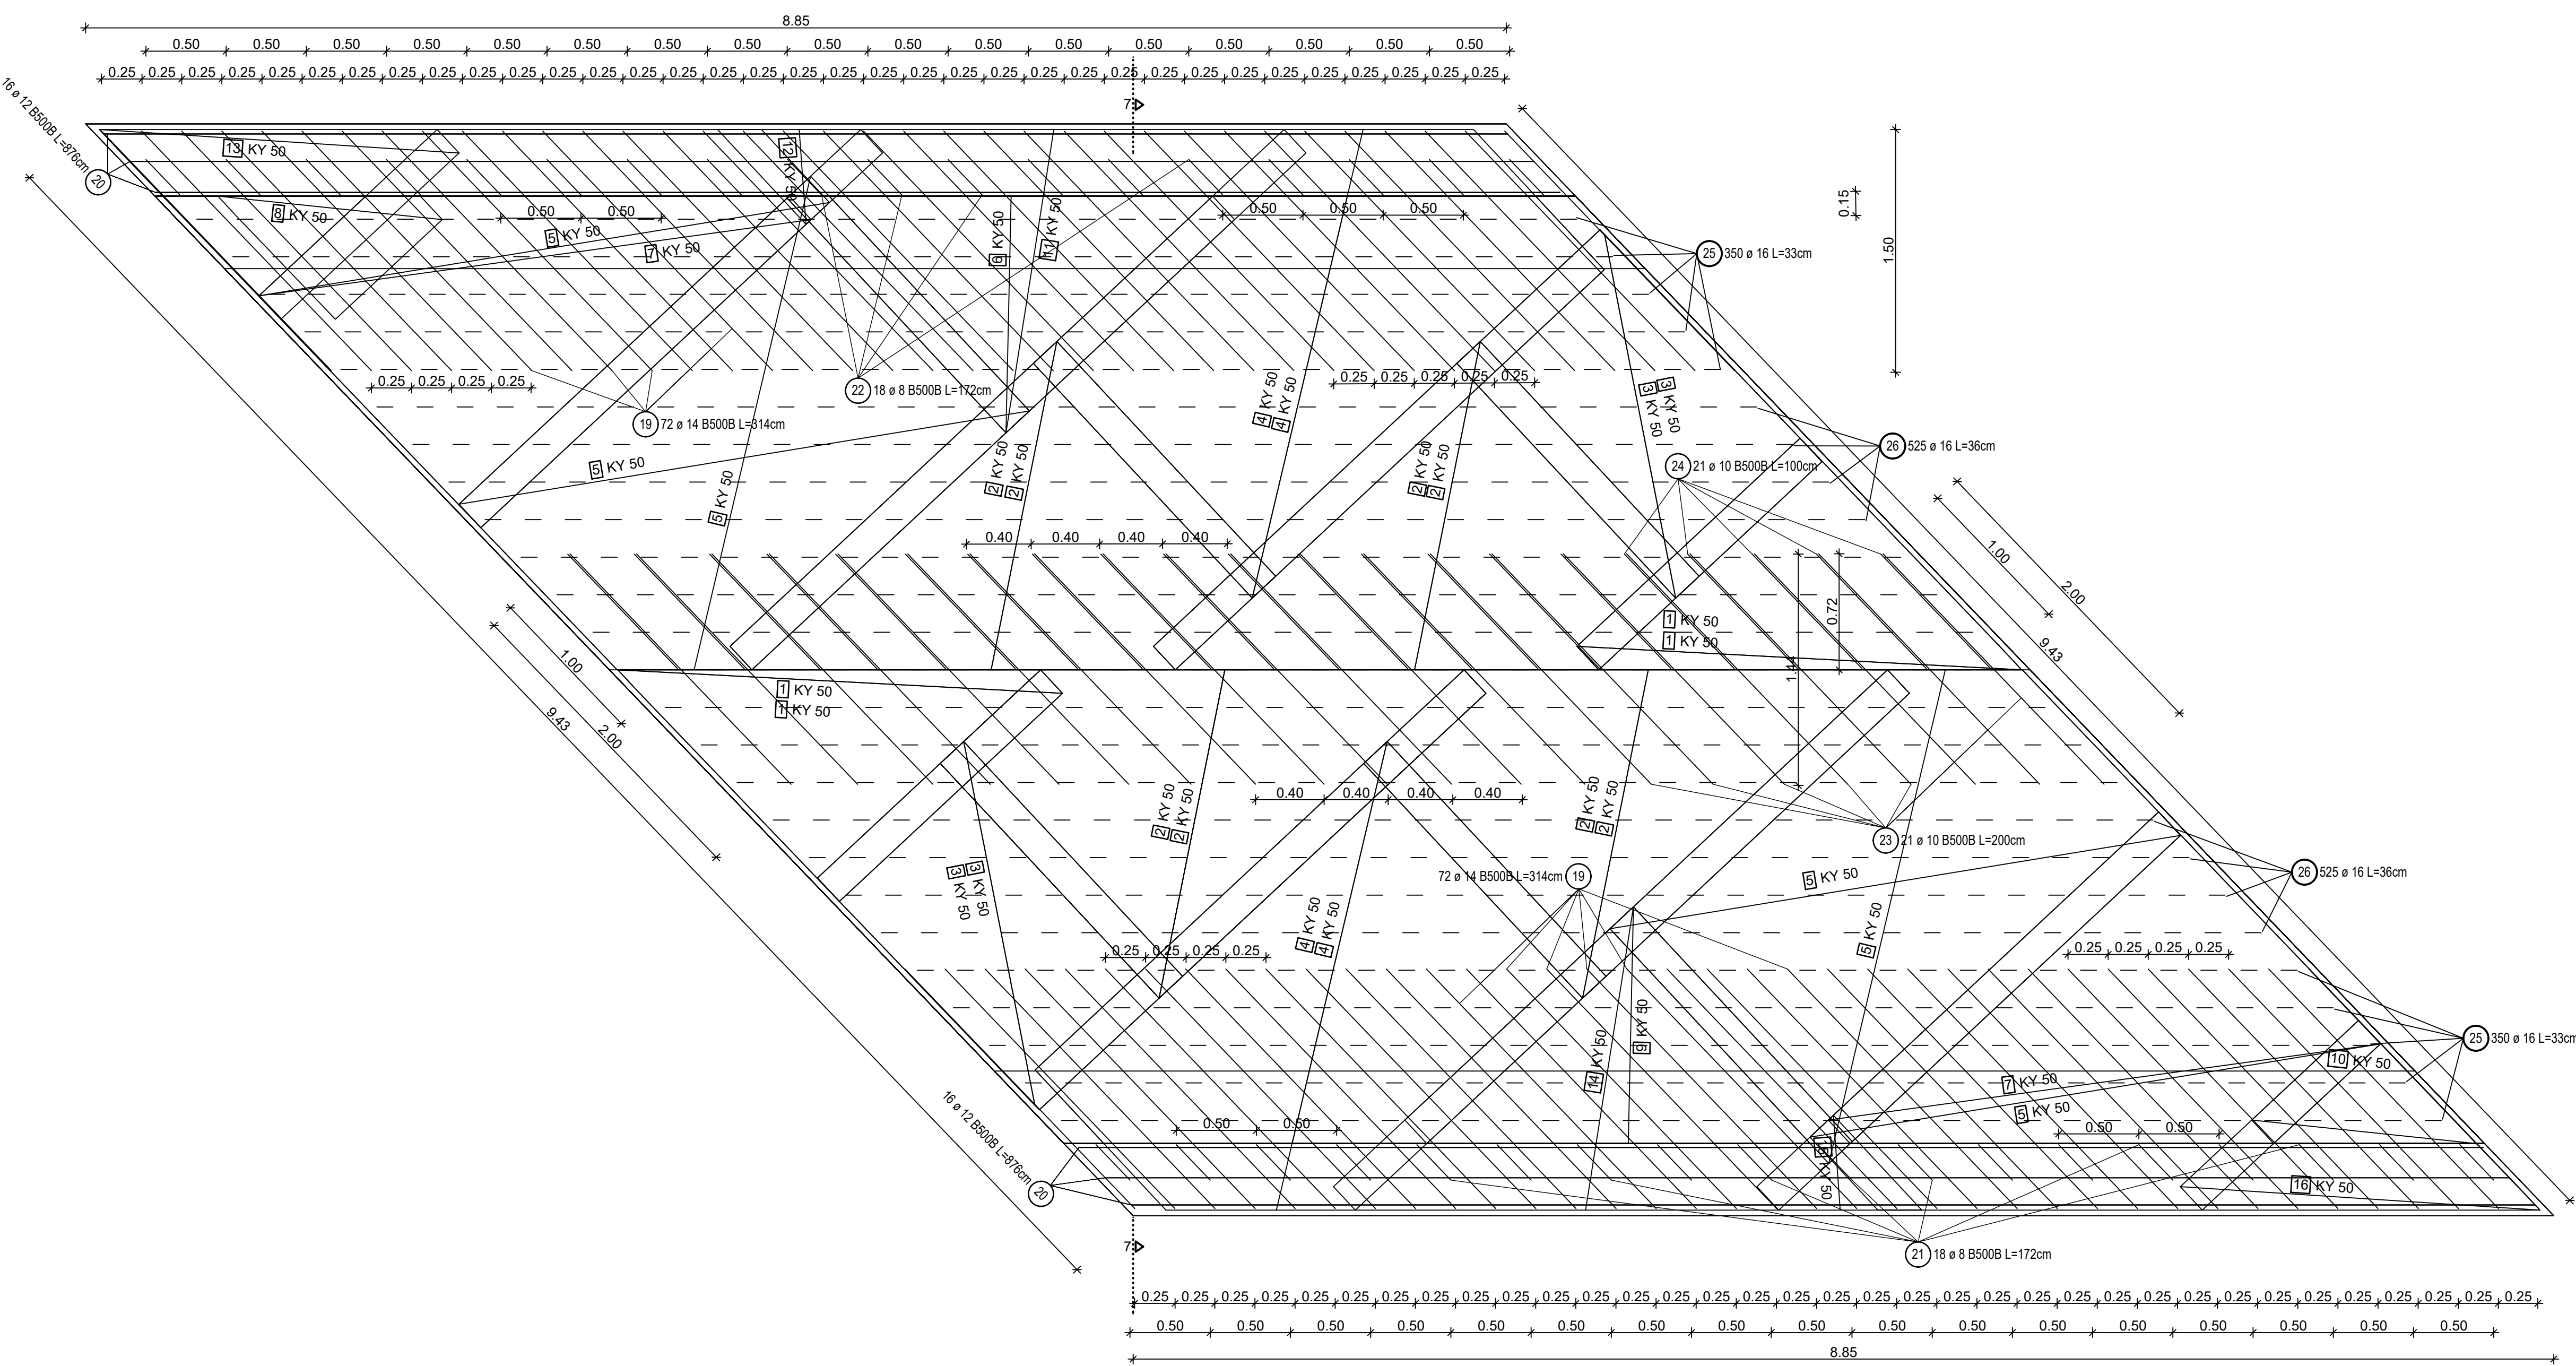 8.85
0.50 0.50 0.50 0.50 0.50 0.50 0.50 0.50 0.50 0.50 0.50 0.50 0.50 0.50 0.50 0.50 0.50
0.25 0.25 0.25 0.25 0.25 0.25 0.25 0.25 0.25 0.25 0.25 0.25 0.25 0.25 0.25 0.25 0.25 0.25 0.25 0.25 0.25 0.25 0.25 0.25 0.25 0.25 0.25 0.25 0.25 0.25 0.25 0.25 0.25 0.25 0.25
7
16 ø 12 B500B L=876cm
20
13 KY 50
12 KY 50
8 KY 50
0.50 0.50
5 KY 50
7 KY 50
6 KY 50
11 KY 50
0.50 0.50 0.50
0.15
1.50
25 350 ø 16 L=33cm
0.25 0.25 0.25 0.25
22 18 ø 8 B500B L=172cm
19 72 ø 14 B500B L=314cm
4 KY 50
4 KY 50
0.25 0.25 0.25 0.25 0.25
3 KY 50
3 KY 50
26 525 ø 16 L=36cm
5 KY 50
5 KY 50
2 KY 50
2 KY 50
2 KY 50
2 KY 50
24 21 ø 10 B500B L=100cm
0.40 0.40 0.40 0.40
1.00
2.00
9.43
0.72
1.44
1 KY 50
1 KY 50
1.00
2.00
9.43
1 KY 50
1 KY 50
2 KY 50
2 KY 50
0.40 0.40 0.40 0.40
2 KY 50
2 KY 50
23 21 ø 10 B500B L=200cm
3 KY 50
3 KY 50
72 ø 14 B500B L=314cm 19
5 KY 50
26 525 ø 16 L=36cm
4 KY 50
4 KY 50
5 KY 50
0.25 0.25 0.25 0.25
0.25 0.25 0.25 0.25
14 KY 50
6 KY 50
25 350 ø 16 L=33cm
10 KY 50
7 KY 50
5 KY 50
0.50 0.50
0.50 0.50
16 ø 12 B500B L=876cm
20
KY 50
16 KY 50
7
21 18 ø 8 B500B L=172cm
0.25 0.25 0.25 0.25 0.25 0.25 0.25 0.25 0.25 0.25 0.25 0.25 0.25 0.25 0.25 0.25 0.25 0.25 0.25 0.25 0.25 0.25 0.25 0.25 0.25 0.25 0.25 0.25 0.25 0.25 0.25 0.25 0.25 0.25 0.25
0.50 0.50 0.50 0.50 0.50 0.50 0.50 0.50 0.50 0.50 0.50 0.50 0.50 0.50 0.50 0.50 0.50
8.85